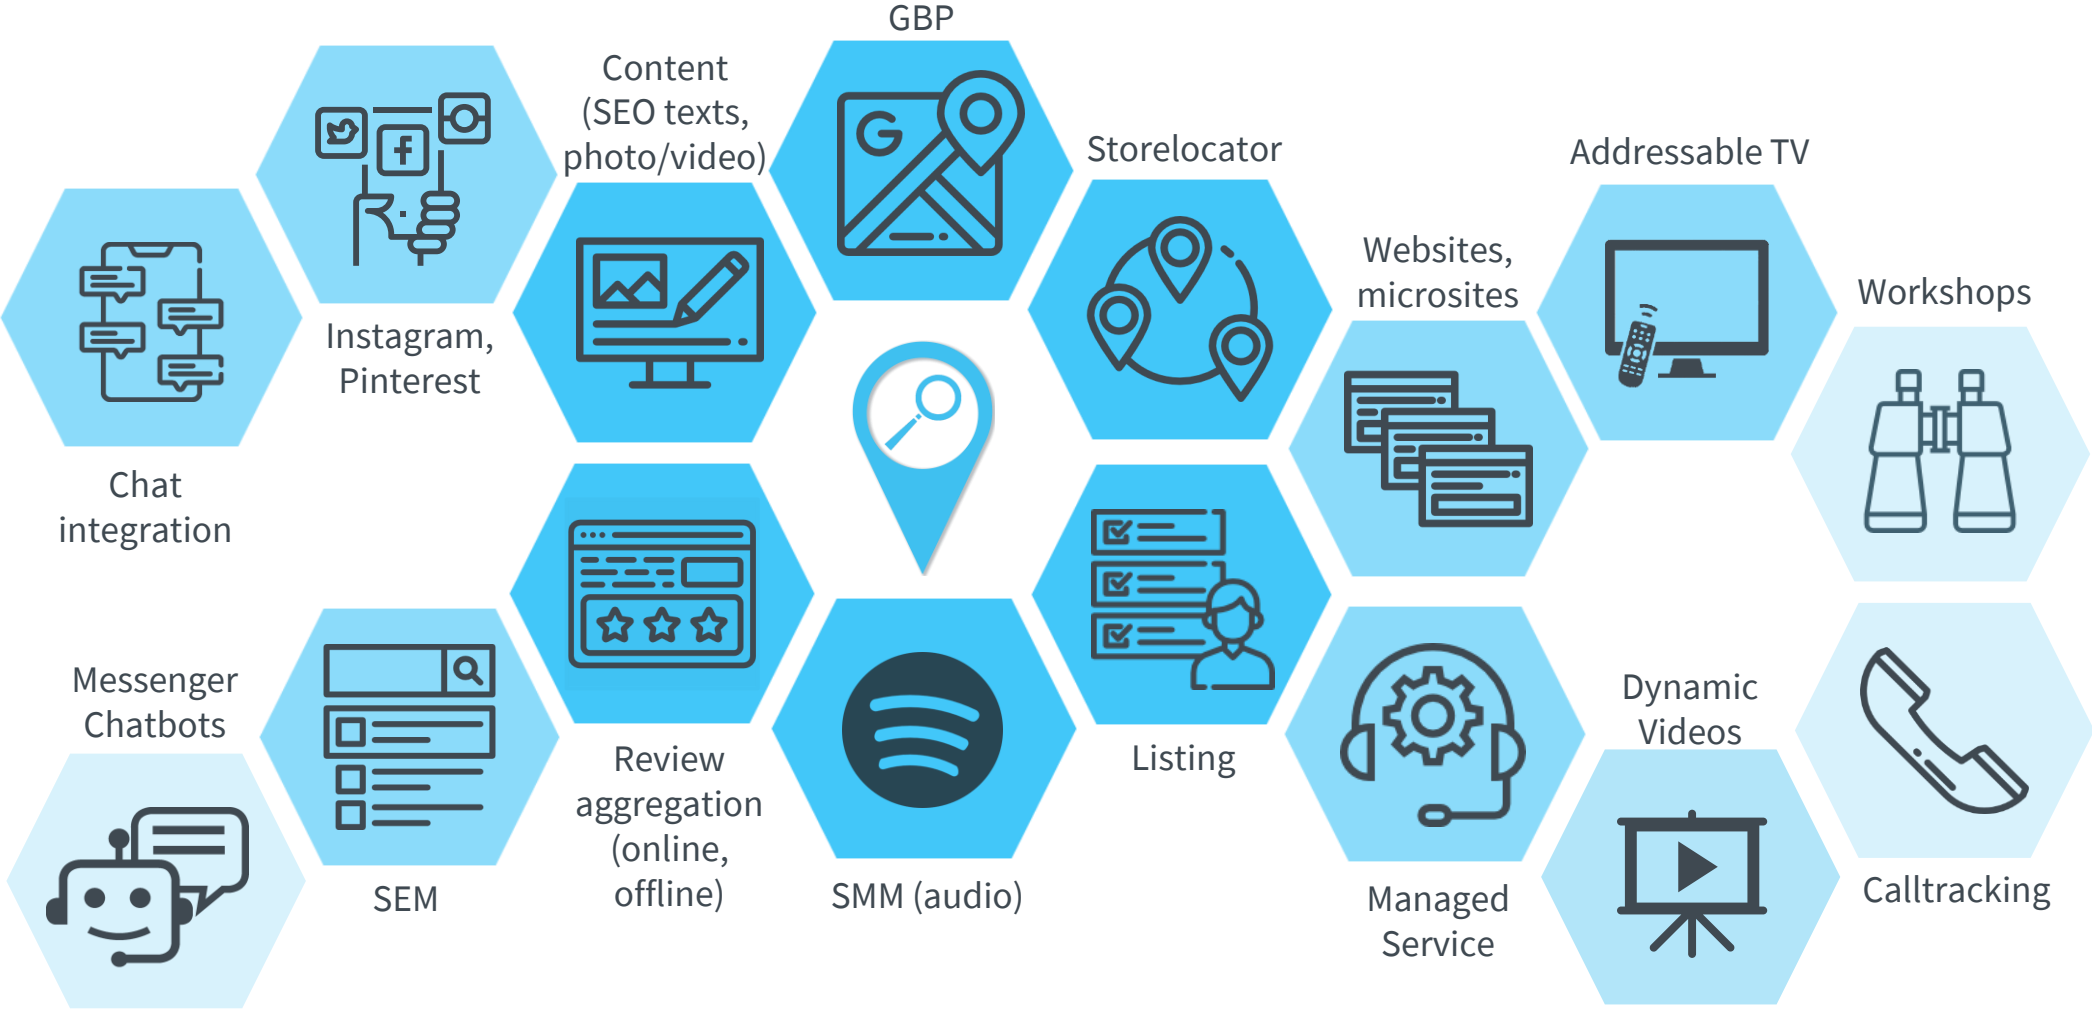 GBP
Content
(SEO texts,
photo/video)
Storelocator
Addressable TV
Websites,
microsites
Workshops
Instagram,
Pinterest
Chat
integration
Messenger
Chatbots
SEM
Review
aggregation
(online,
offline)
SMM (audio)
Listing
Managed
Service
Dynamic
Videos
Calltracking